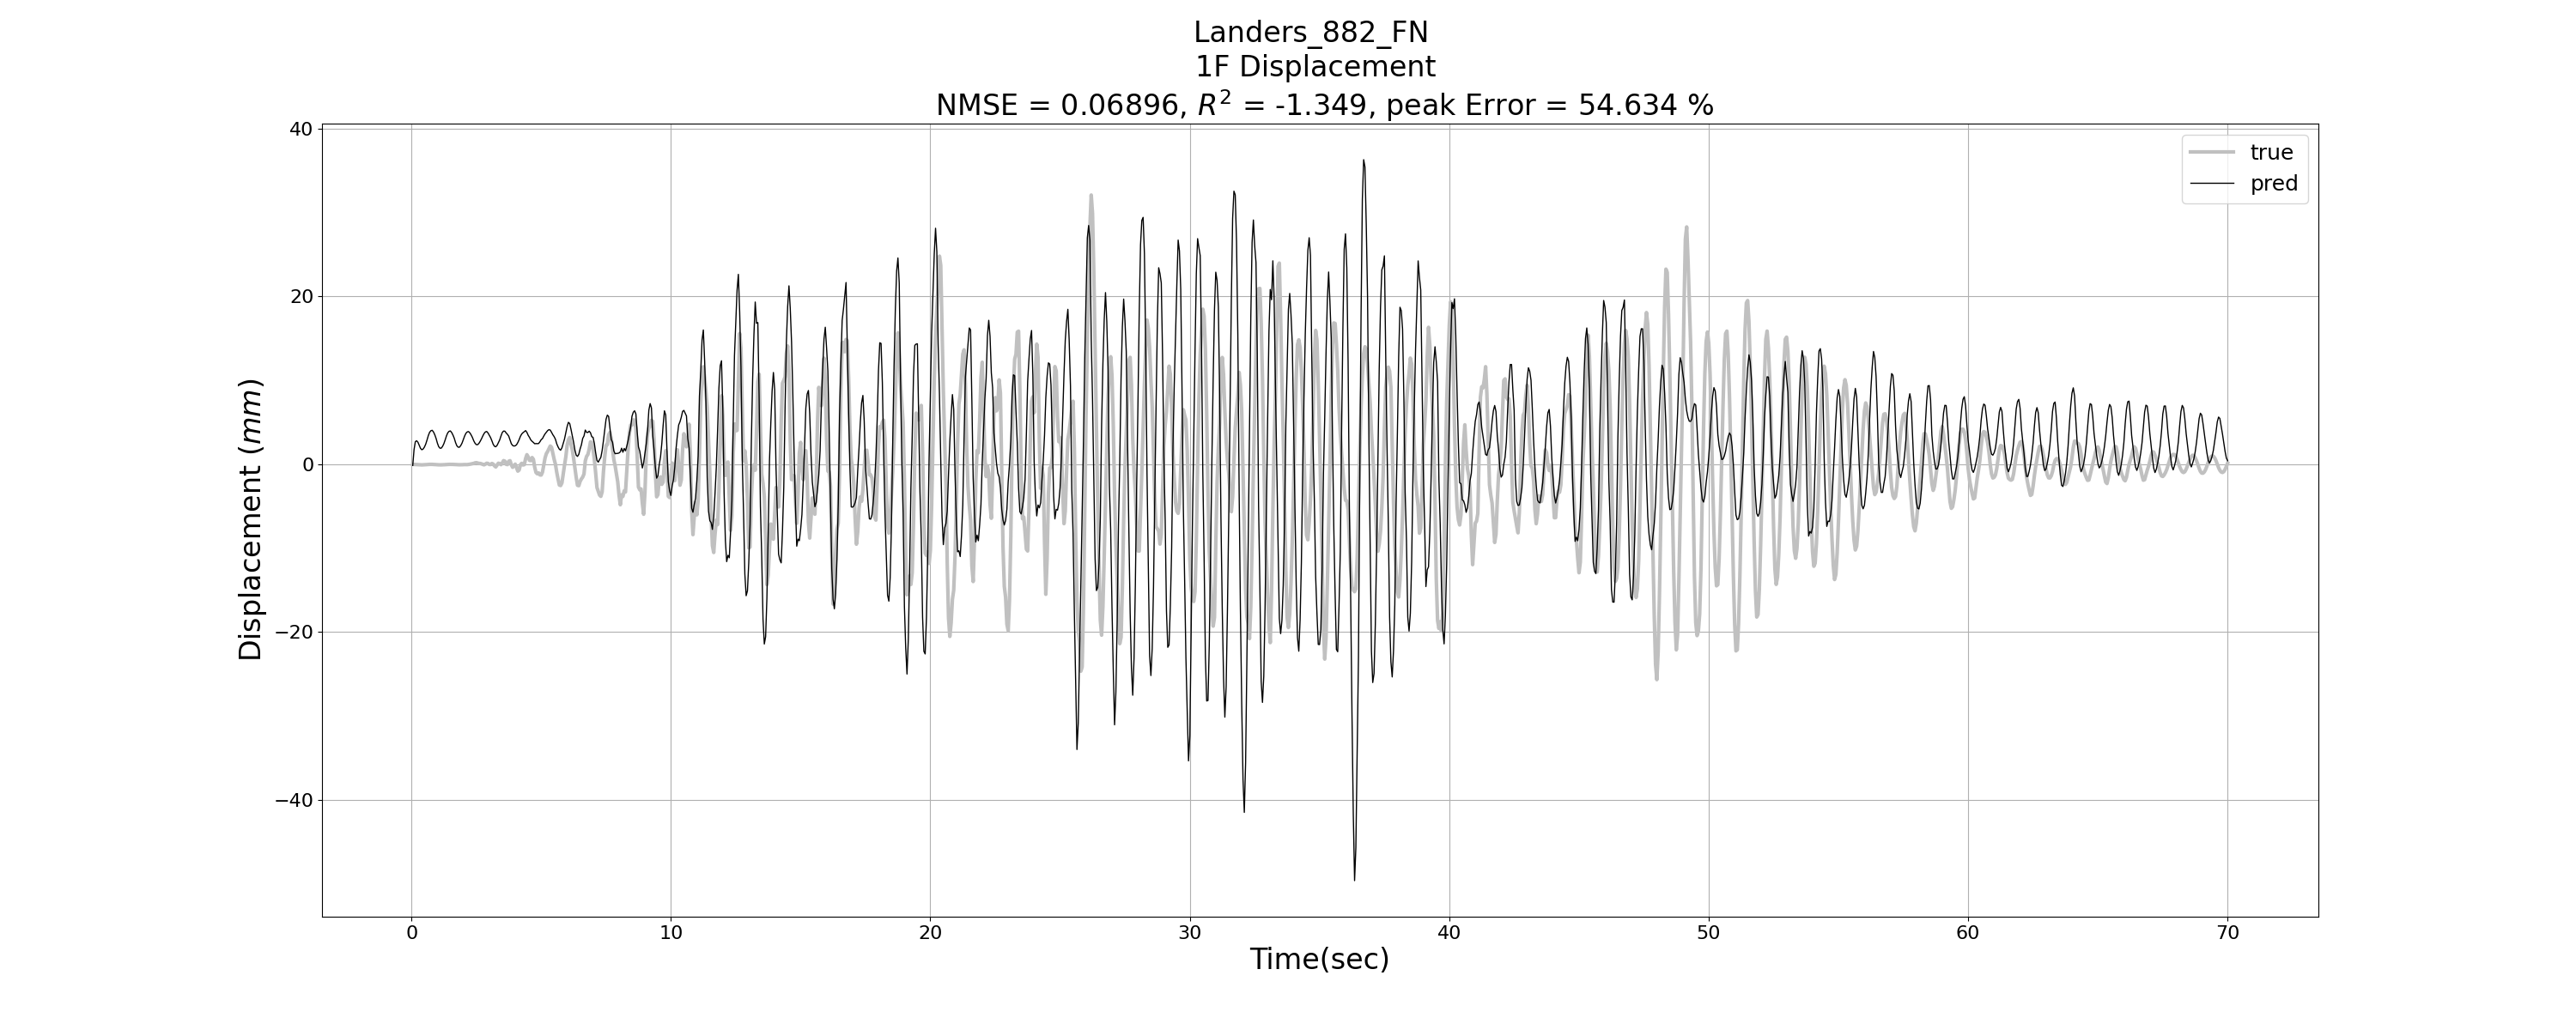 Landers_882_FN
1F Displacement
NMSE = 0.06896, R² = -1.349, peak Error = 54.634 %
true
pred
40
20
0
−20
−40
Displacement (mm)
0 10 20 30 40 50 60 70
Time(sec)